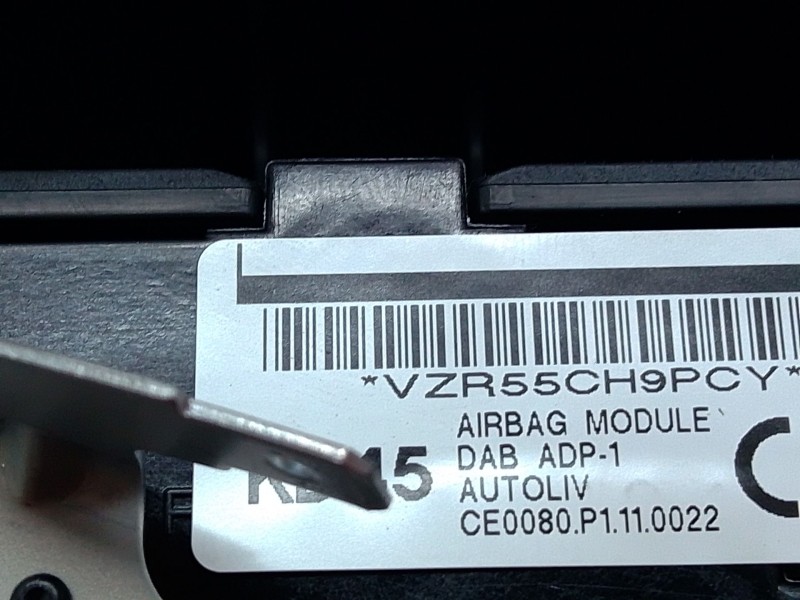 *VZR55CH9PCY*
AIRBAG MODULE
DAB ADP-1
AUTOLIV
CE0080.P1.11.0022